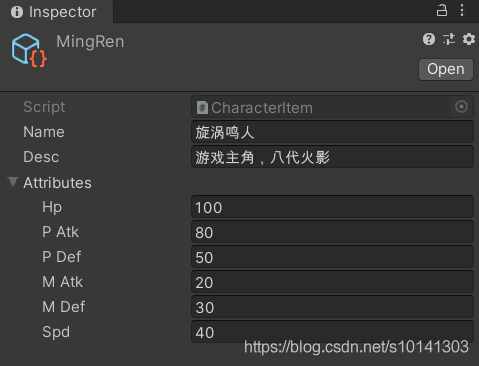 Inspector
MingRen
Open
Script CharacterItem
Name 旋涡鸣人
Desc 游戏主角，八代火影
Attributes
Hp 100
P Atk 80
P Def 50
M Atk 20
M Def 30
Spd 40
https://blog.csdn.net/s10141303